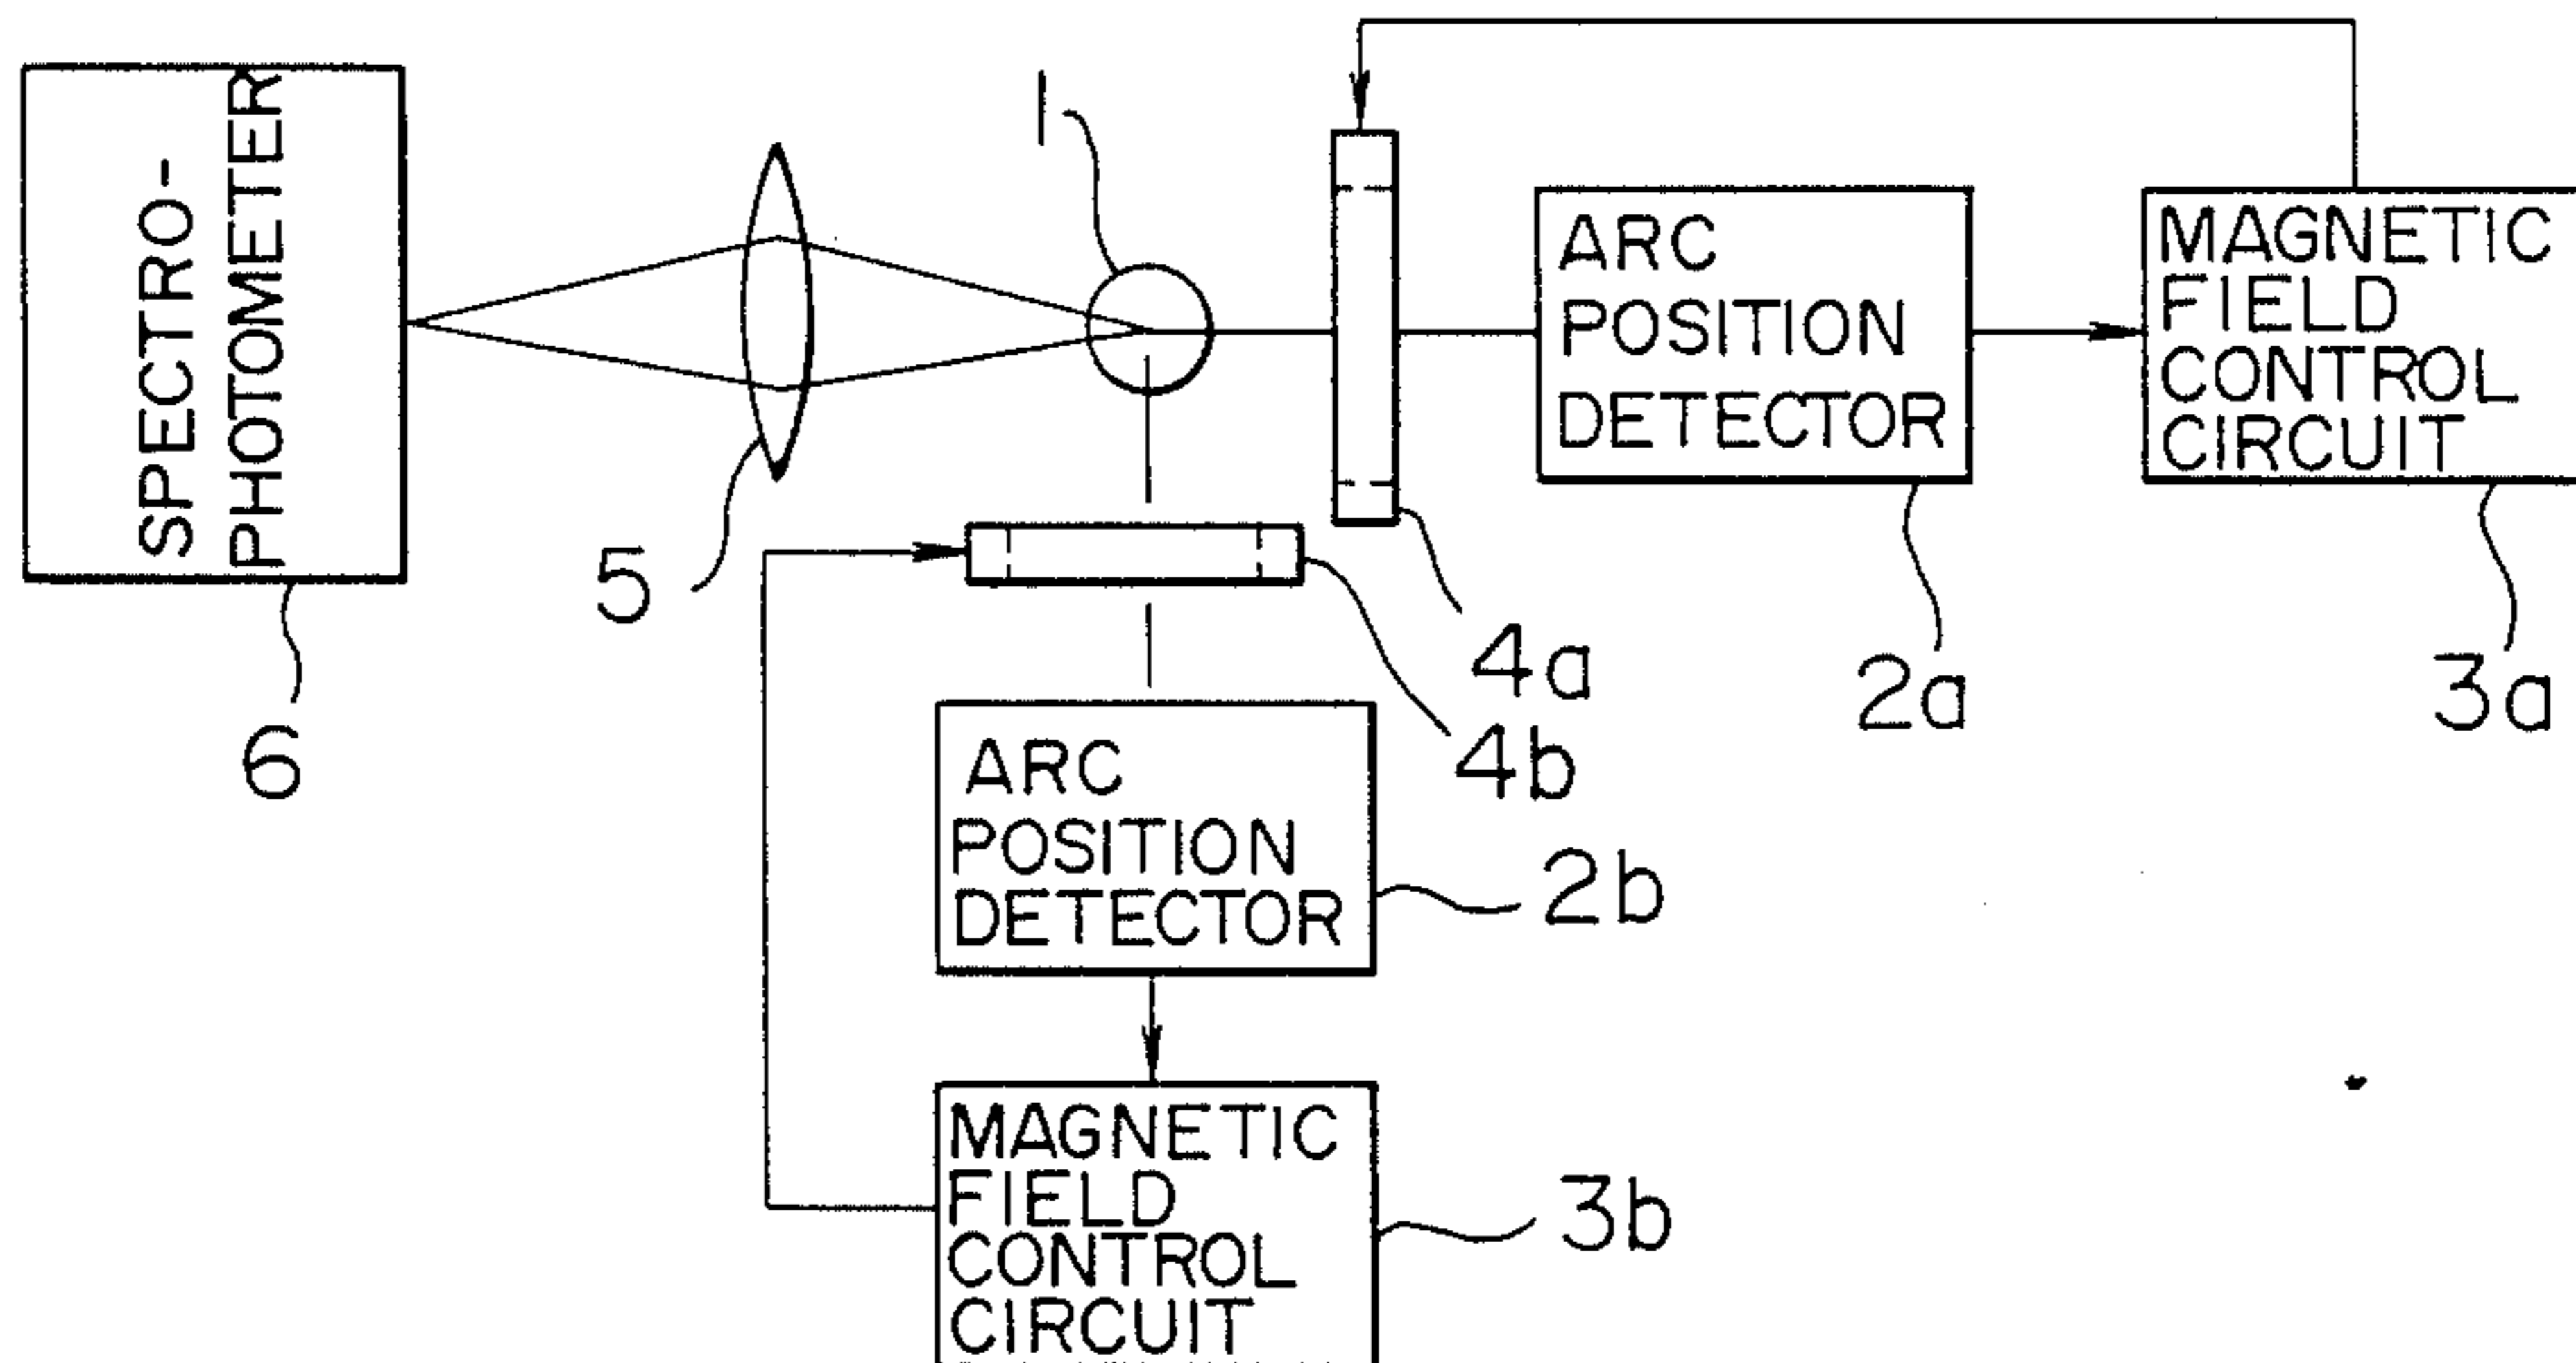 SPECTRO-
PHOTOMETER
6
5
1
4a
4b
ARC
POSITION
DETECTOR
2a
MAGNETIC
FIELD
CONTROL
CIRCUIT
3a
ARC
POSITION
DETECTOR
2b
MAGNETIC
FIELD
CONTROL
CIRCUIT
3b